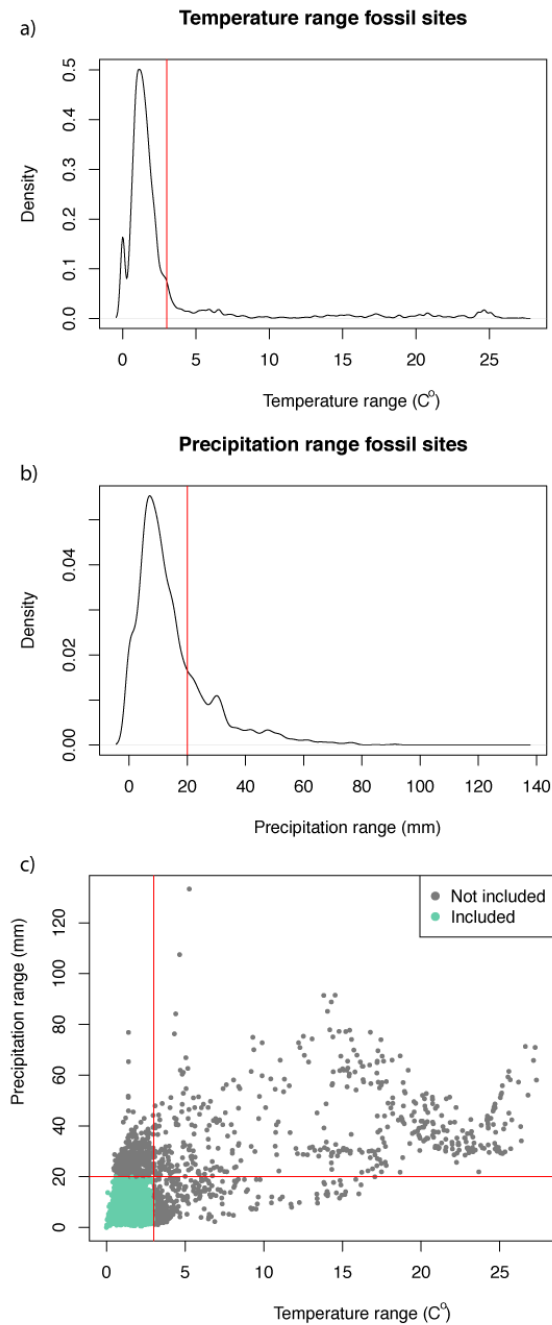 a)
Temperature range fossil sites
Density
0.0 0.1 0.2 0.3 0.4 0.5
0 5 10 15 20 25
Temperature range (C°)
b)
Precipitation range fossil sites
Density
0.00 0.02 0.04
0 20 40 60 80 100 120 140
Precipitation range (mm)
c)
Not included
Included
Precipitation range (mm)
0 20 40 60 80 100 120
0 5 10 15 20 25
Temperature range (C°)